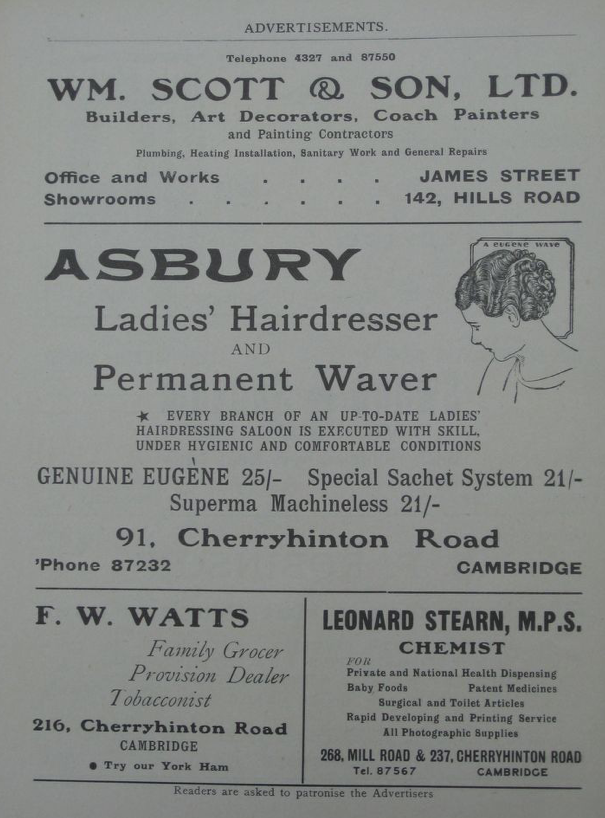 ADVERTISEMENTS.
Telephone 4327 and 87550
WM. SCOTT & SON, LTD.
Builders, Art Decorators, Coach Painters
and Painting Contractors
Plumbing, Heating Installation, Sanitary Work and General Repairs
Office and Works . . . . JAMES STREET
Showrooms . . . . . . 142, HILLS ROAD
A EUGENE WAVE
ASBURY
Ladies' Hairdresser
AND
Permanent Waver
★ EVERY BRANCH OF AN UP-TO-DATE LADIES'
HAIRDRESSING SALOON IS EXECUTED WITH SKILL,
UNDER HYGIENIC AND COMFORTABLE CONDITIONS
GENUINE EUGÈNE 25/- Special Sachet System 21/-
Superma Machineless 21/-
91, Cherryhinton Road
'Phone 87232 CAMBRIDGE
F. W. WATTS
Family Grocer
Provision Dealer
Tobacconist
216, Cherryhinton Road
CAMBRIDGE
● Try our York Ham
LEONARD STEARN, M.P.S.
CHEMIST
FOR
Private and National Health Dispensing
Baby Foods Patent Medicines
Surgical and Toilet Articles
Rapid Developing and Printing Service
All Photographic Supplies
268, MILL ROAD & 237, CHERRYHINTON ROAD
Tel. 87567 CAMBRIDGE
Readers are asked to patronise the Advertisers